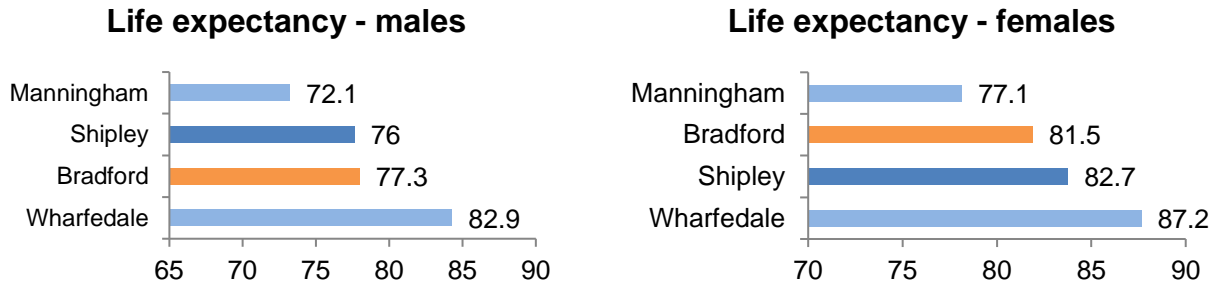 Life expectancy - males
Manningham 72.1
Shipley 76
Bradford 77.3
Wharfedale 82.9
65 70 75 80 85 90
Life expectancy - females
Manningham 77.1
Bradford 81.5
Shipley 82.7
Wharfedale 87.2
70 75 80 85 90